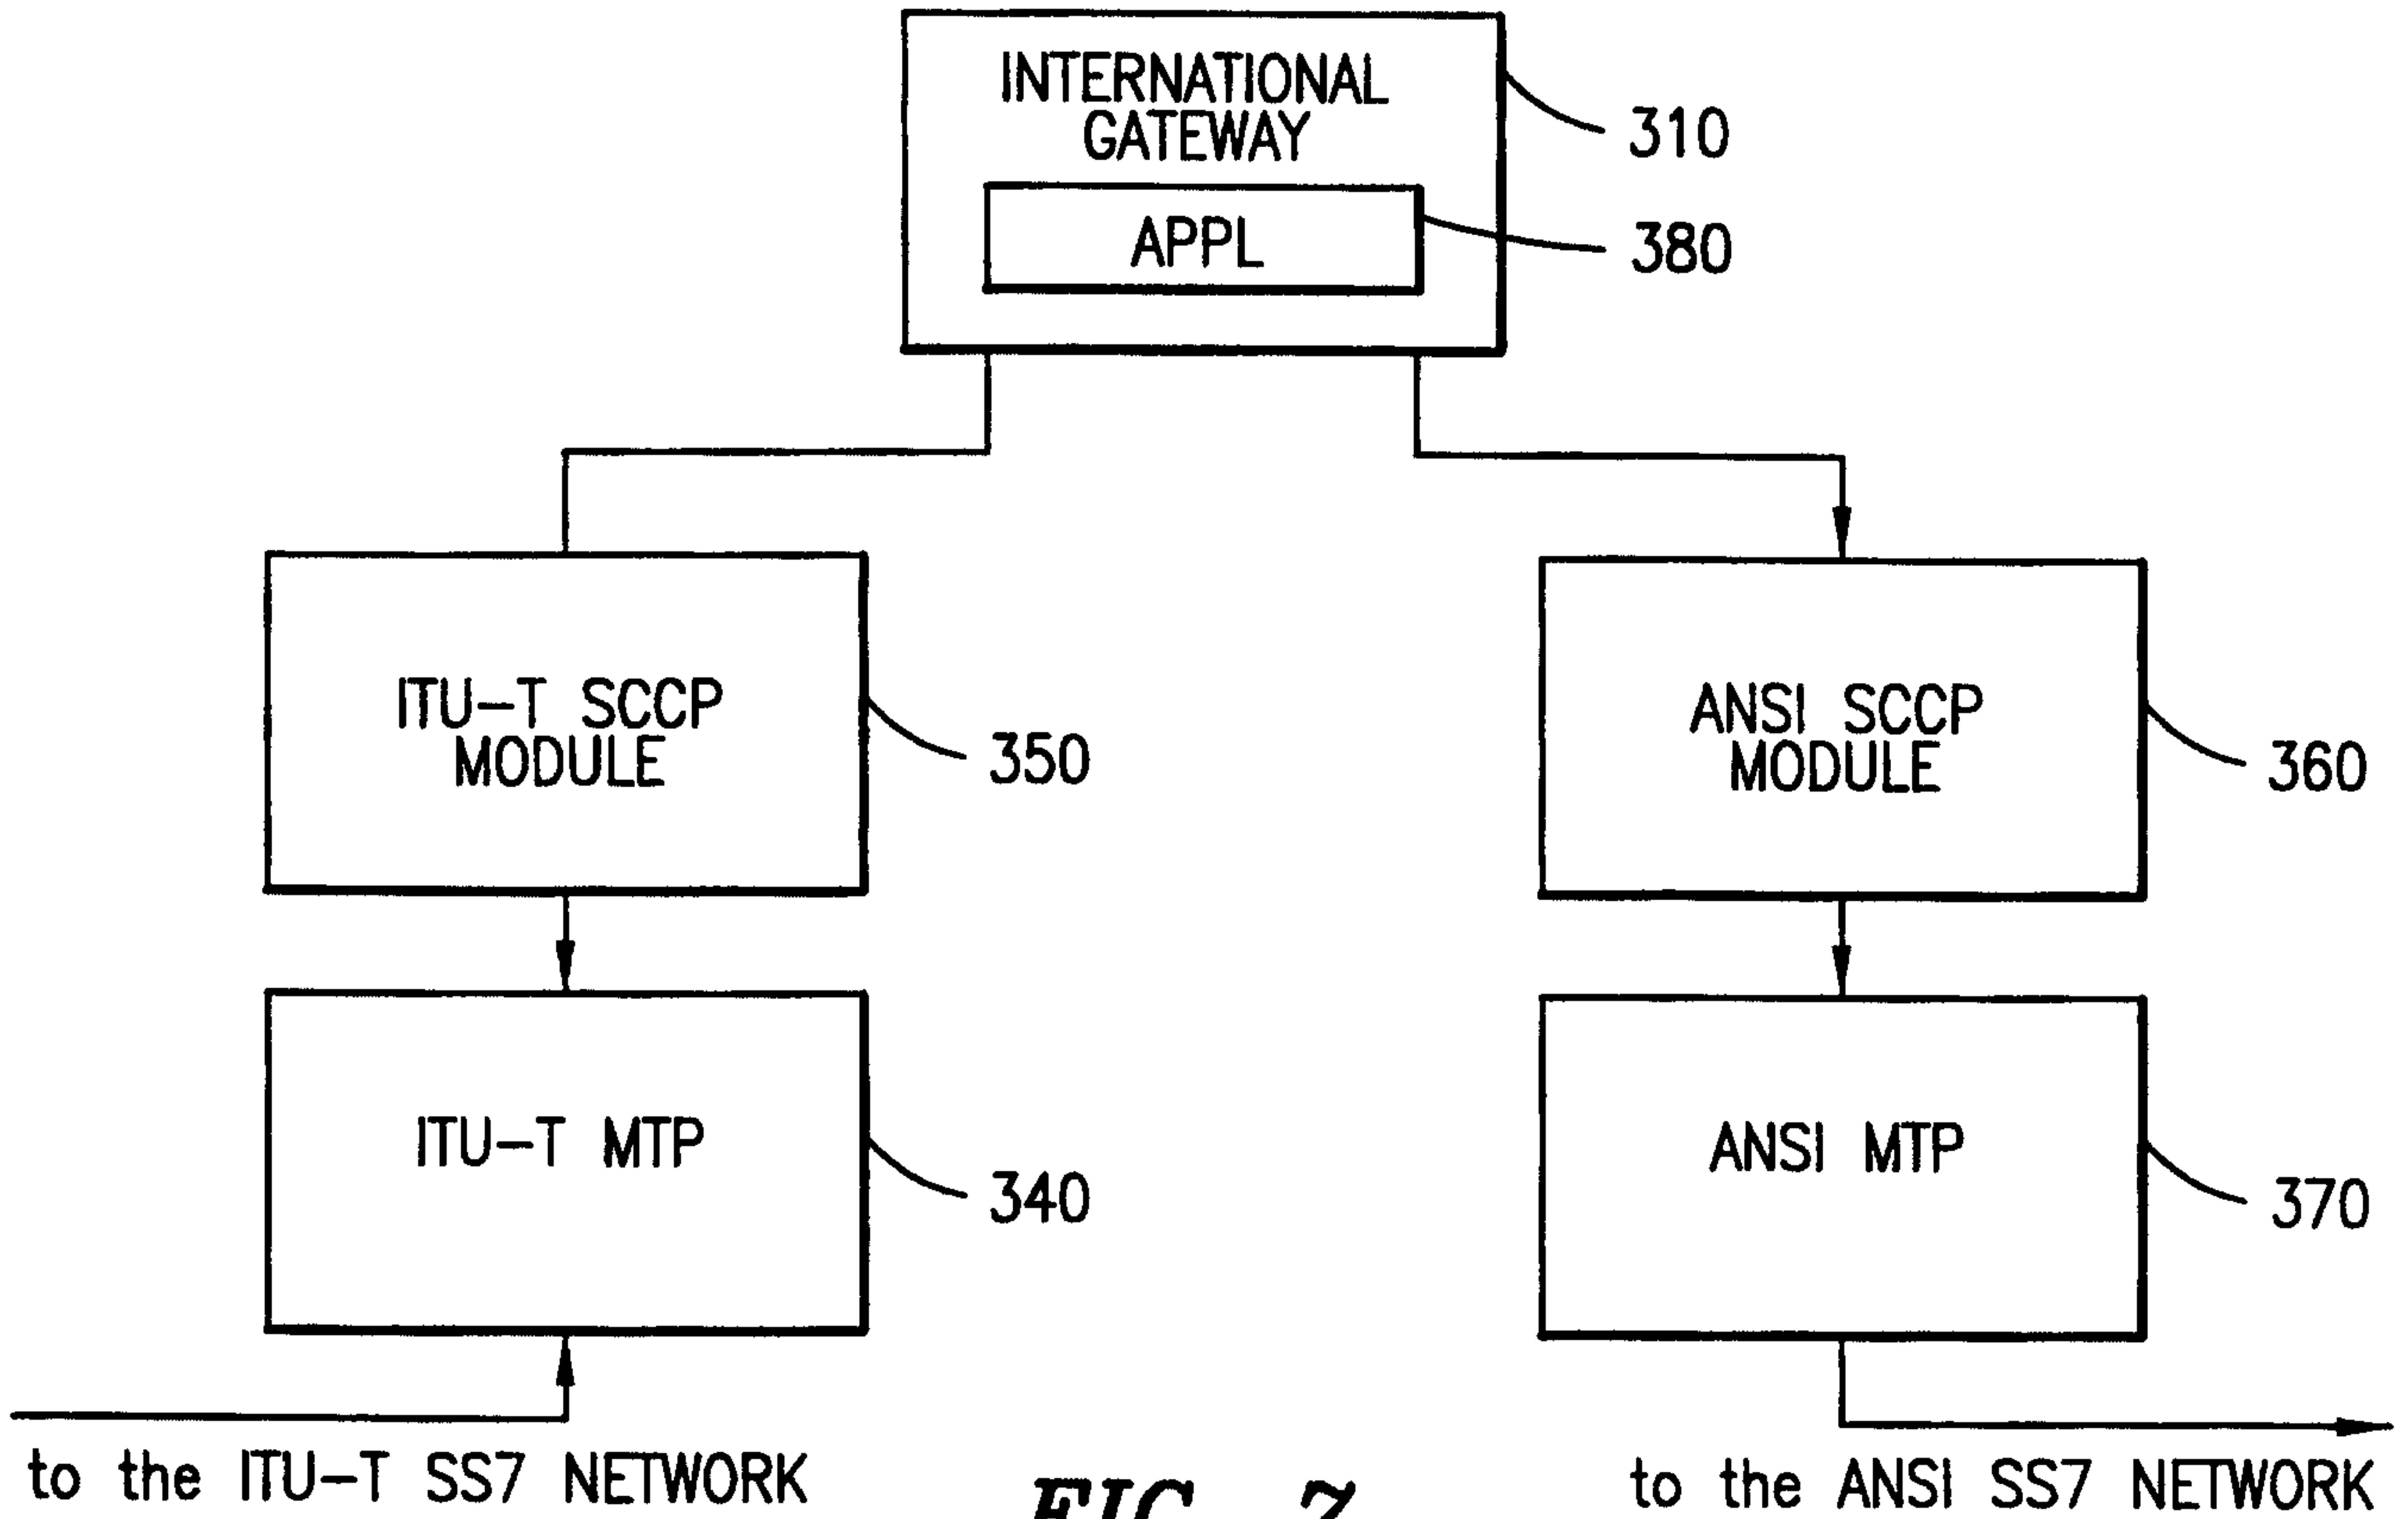 INTERNATIONAL
GATEWAY
310
APPL
380
ITU-T SCCP
MODULE
350
ANSI SCCP
MODULE
360
ITU-T MTP
340
ANSI MTP
370
to the ITU-T SS7 NETWORK
to the ANSI SS7 NETWORK
FIG.